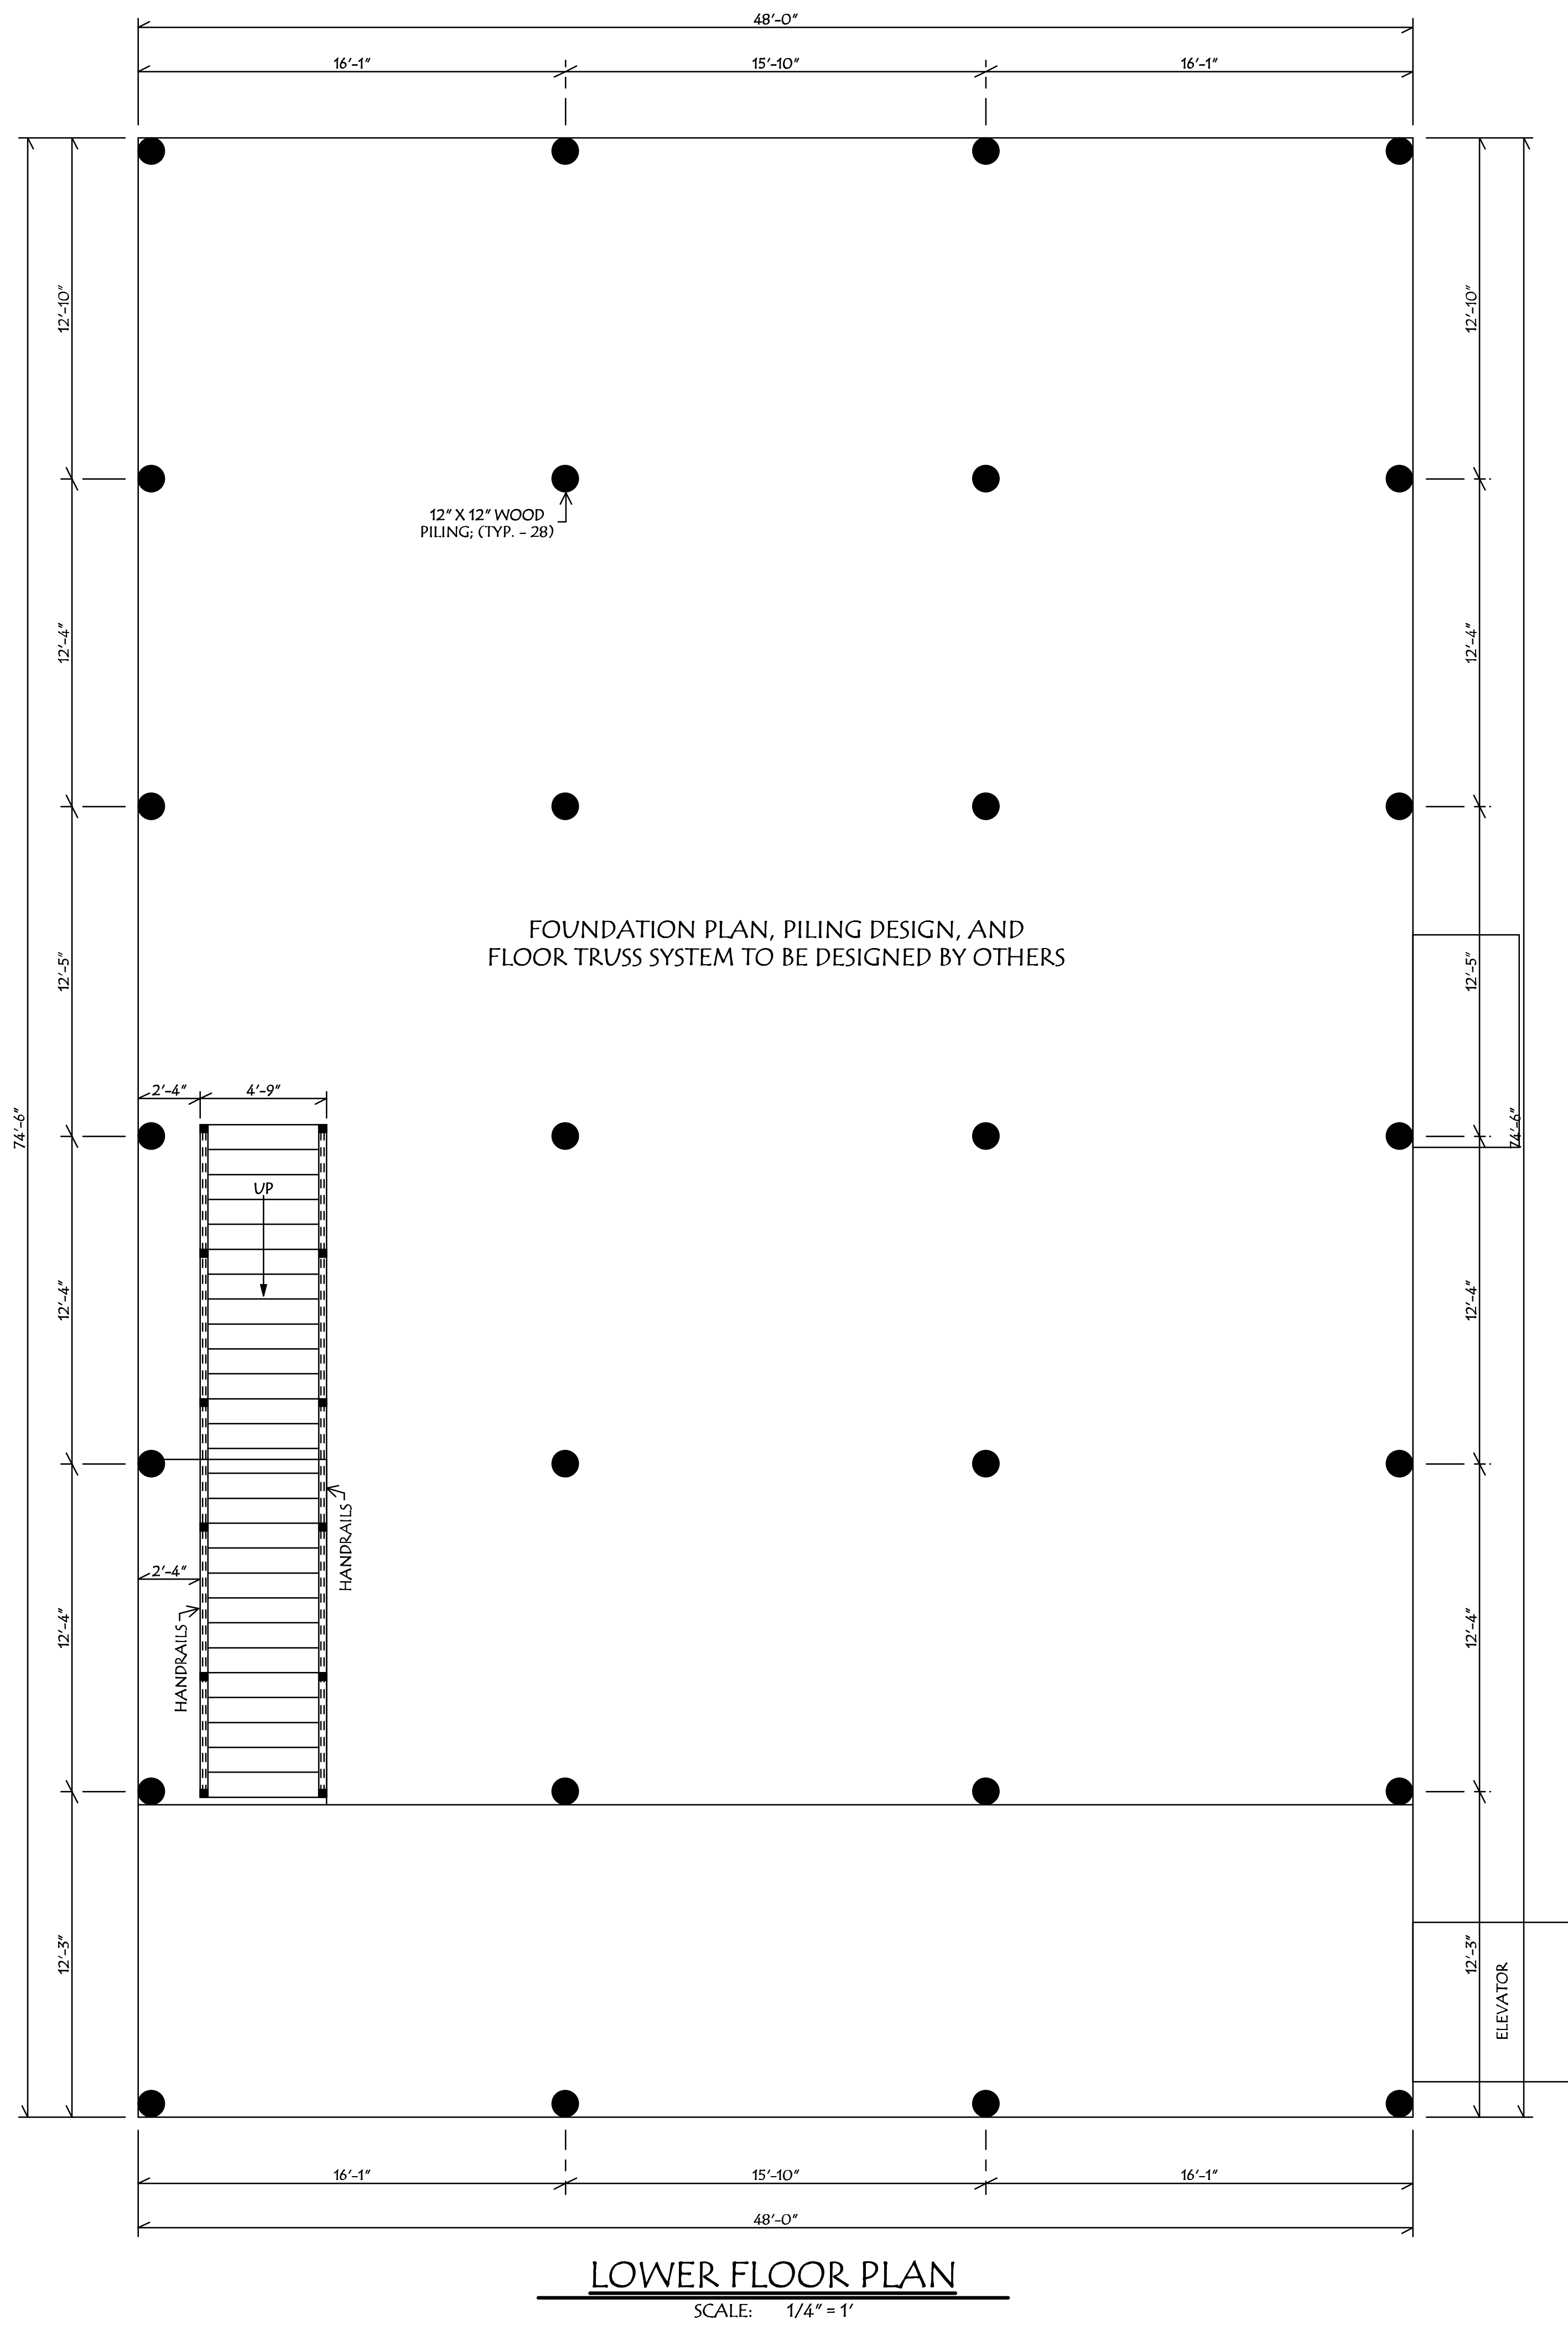 48'-0"
16'-1"
15'-10"
16'-1"
12'-10"
12'-10"
12" X 12" WOOD
PILING; (TYP. - 28)
12'-4"
12'-4"
FOUNDATION PLAN, PILING DESIGN, AND
FLOOR TRUSS SYSTEM TO BE DESIGNED BY OTHERS
12'-5"
12'-5"
2'-4"
4'-9"
74'-6"
74'-6"
UP
12'-4"
12'-4"
HANDRAILS
2'-4"
HANDRAILS
12'-4"
12'-4"
12'-3"
12'-3"
ELEVATOR
16'-1"
15'-10"
16'-1"
48'-0"
LOWER FLOOR PLAN
SCALE: 1/4" = 1'